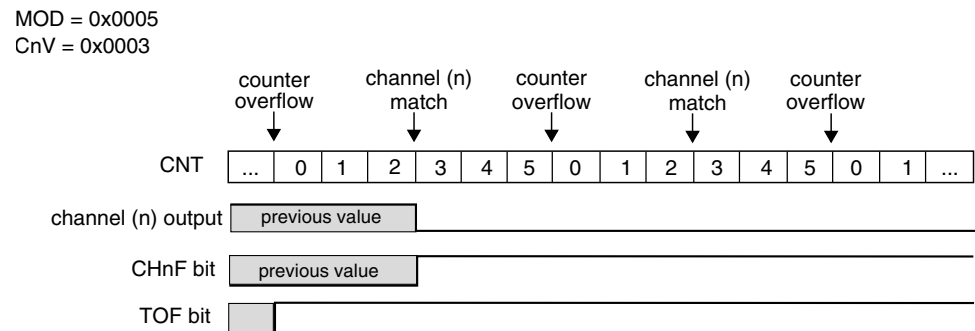 MOD = 0x0005
CnV = 0x0003
counter overflow
channel (n) match
counter overflow
channel (n) match
counter overflow
CNT ... 0 1 2 3 4 5 0 1 2 3 4 5 0 1 ...
channel (n) output previous value
CHnF bit previous value
TOF bit